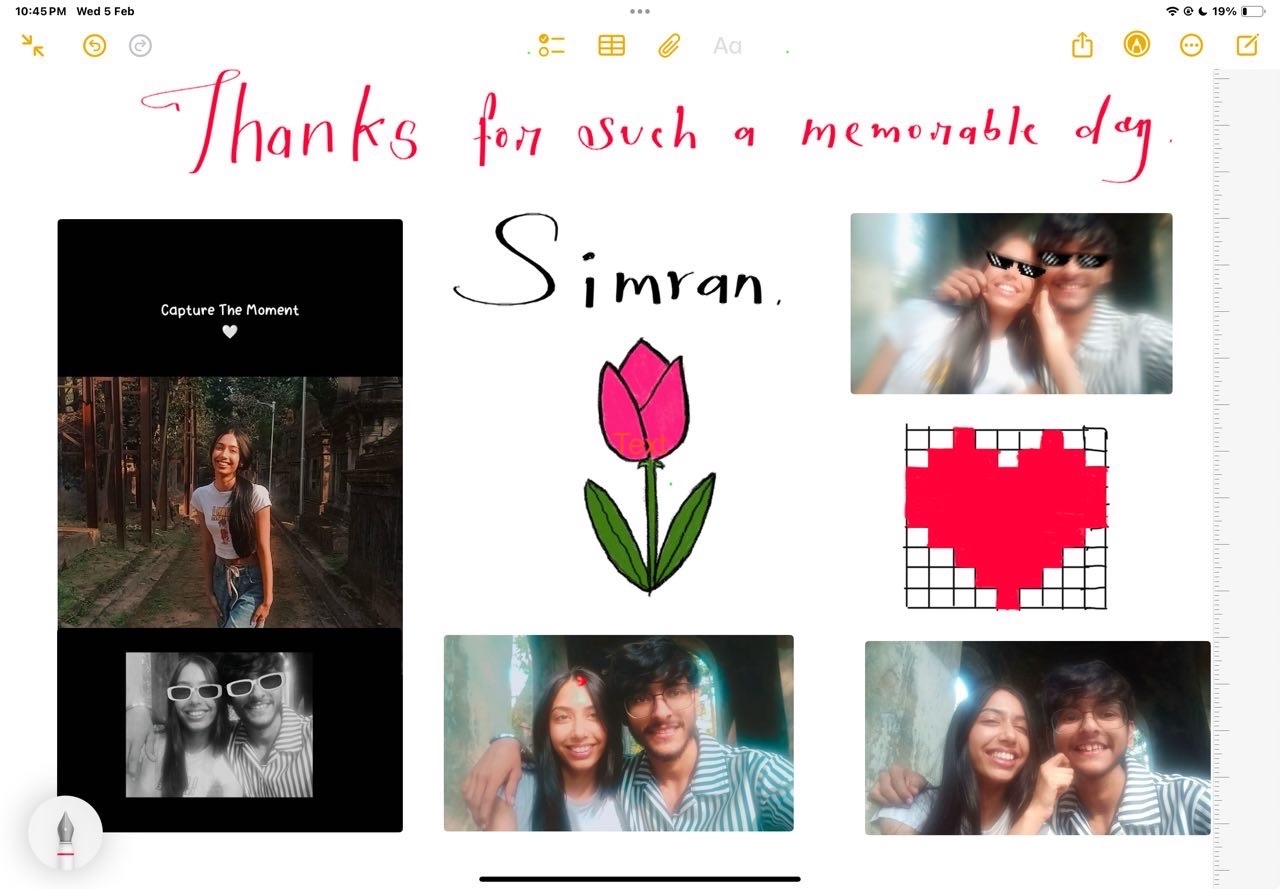 10:45 PM Wed 5 Feb
19%
Aa
Thanks for such a memorable day.
Simran.
Capture The Moment
Text